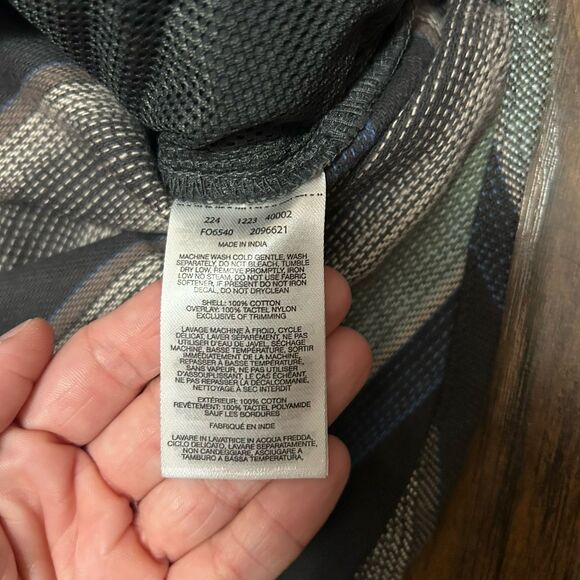 224 1223 40002
FO6540 2096621
MADE IN INDIA
MACHINE WASH COLD GENTLE, WASH
SEPARATELY, DO NOT BLEACH, TUMBLE
DRY LOW, REMOVE PROMPTLY, IRON
LOW NO STEAM, DO NOT USE FABRIC
SOFTENER, IF PRESENT DO NOT IRON
DECAL, DO NOT DRYCLEAN
SHELL: 100% COTTON
OVERLAY: 100% TACTEL NYLON
EXCLUSIVE OF TRIMMING
LAVAGE MACHINE À FROID, CYCLE
DÉLICAT, LAVER SÉPARÉMENT, NE PAS
UTILISER D'EAU DE JAVEL, SÉCHAGE
MACHINE, BASSE TEMPÉRATURE, SORTIR
IMMÉDIATEMENT DE LA MACHINE,
REPASSER À BASSE TEMPÉRATURE
SANS VAPEUR, NE PAS UTILISER
D'ASSOUPLISSANT, LE CAS ÉCHÉANT,
NE PAS REPASSER LA DÉCALCOMANIE,
NETTOYAGE À SEC INTERDIT
EXTÉRIEUR: 100% COTON
REVÊTEMENT: 100% TACTEL POLYAMIDE
SAUF LES BORDURES
FABRIQUÉ EN INDE
LAVARE IN LAVATRICE IN ACQUA FREDDA,
CICLO DELICATO, LAVARE SEPARATAMENTE,
NON CANDEGGIARE, ASCIUGARE A
TAMBURO A BASSA TEMPERATURA,